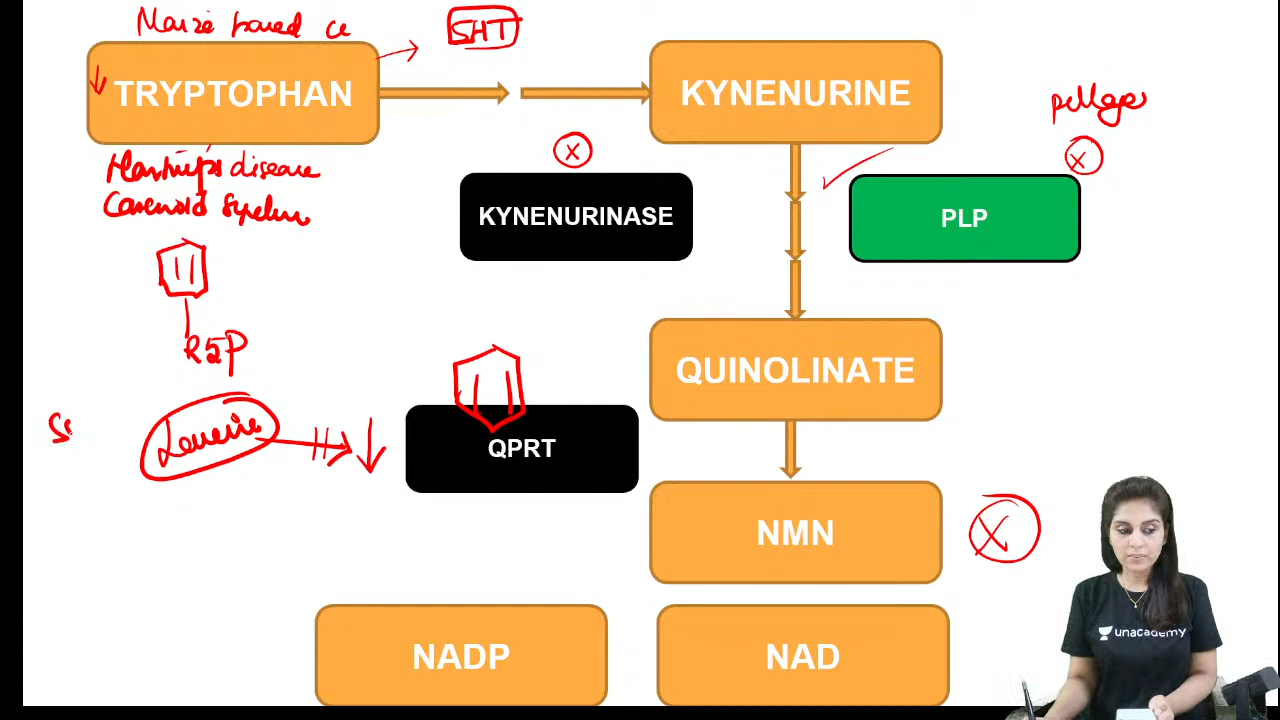 Maize based
5HT
↓ TRYPTOPHAN
KYNENURINE
pellagra
Hartnup's disease
Carcinoid Syndrome
X
X
KYNENURINASE
PLP
R5P
QUINOLINATE
Leucine
QPRT
NMN
X
NADP
NAD
unacademy